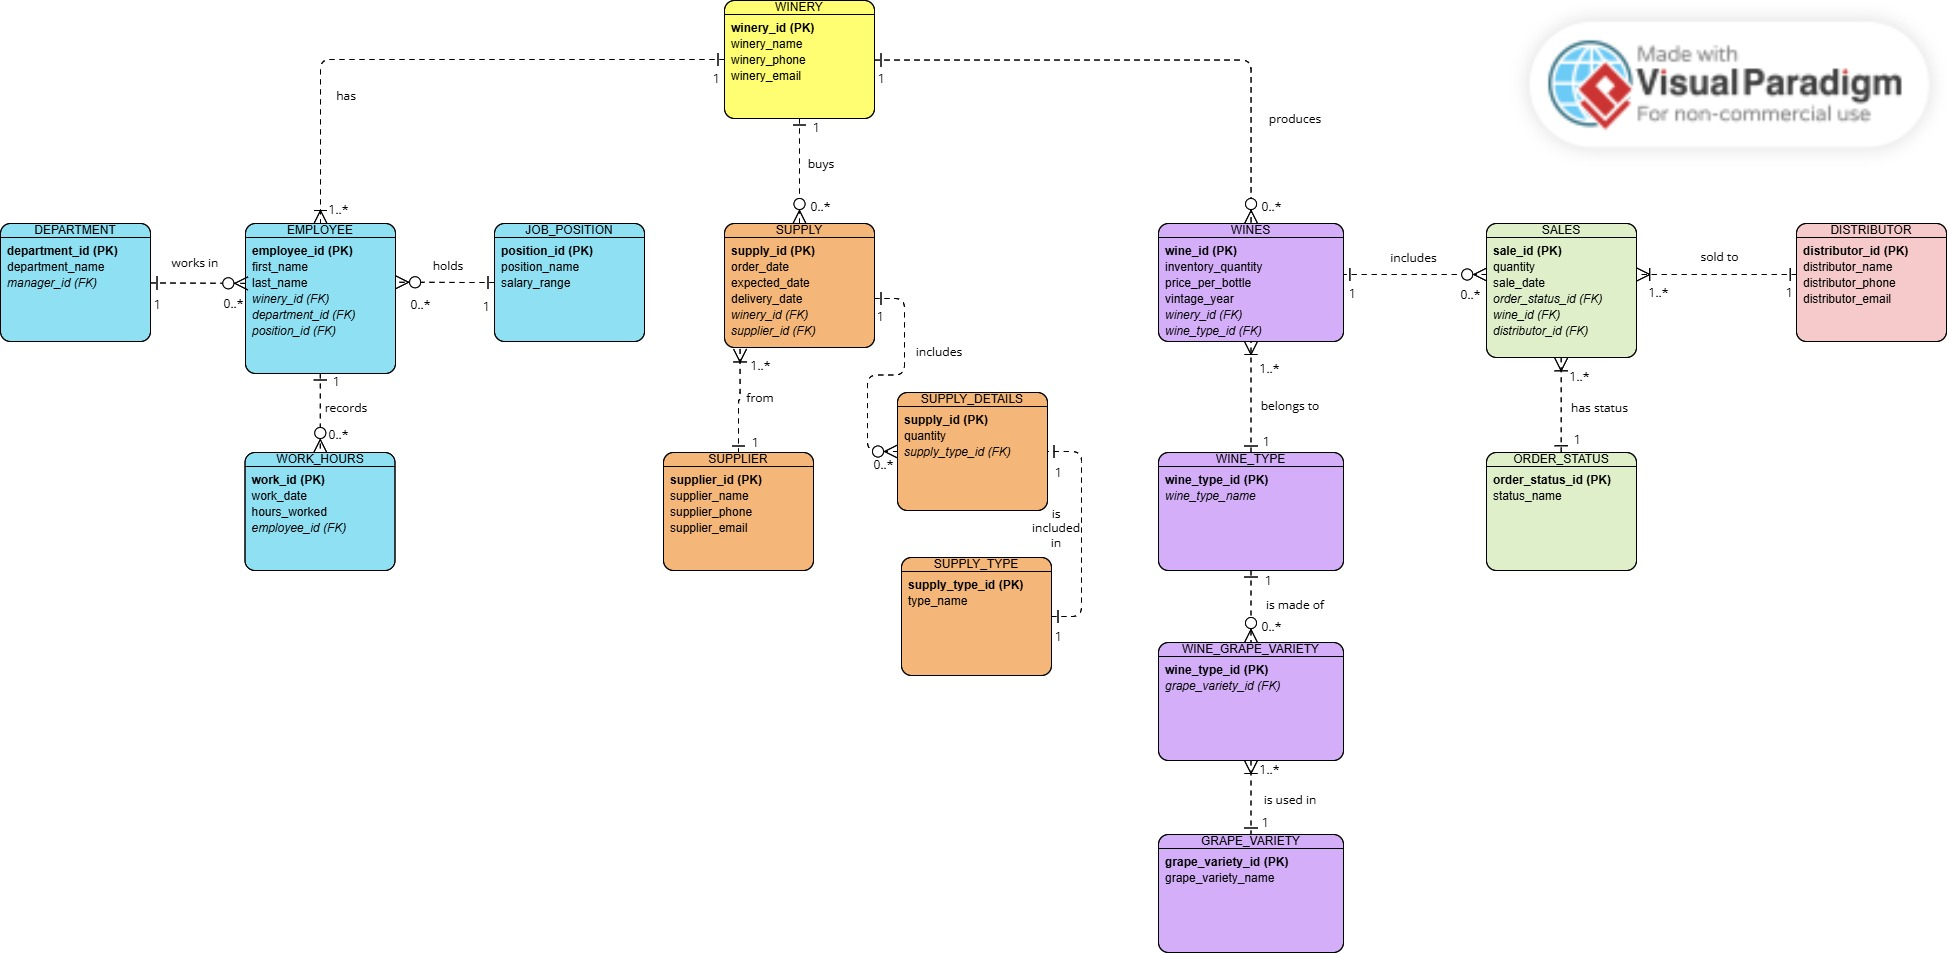 WINERY
winery_id (PK)
winery_name
winery_phone
winery_email
Made with
Visual Paradigm
For non-commercial use
1
1
has
1
produces
buys
1..*
0..*
0..*
DEPARTMENT
department_id (PK)
department_name
manager_id (FK)
works in
1
0..*
EMPLOYEE
employee_id (PK)
first_name
last_name
winery_id (FK)
department_id (FK)
position_id (FK)
holds
0..*
1
JOB_POSITION
position_id (PK)
position_name
salary_range
SUPPLY
supply_id (PK)
order_date
expected_date
delivery_date
winery_id (FK)
supplier_id (FK)
1
includes
WINES
wine_id (PK)
inventory_quantity
price_per_bottle
vintage_year
winery_id (FK)
wine_type_id (FK)
includes
1
0..*
SALES
sale_id (PK)
quantity
sale_date
order_status_id (FK)
wine_id (FK)
distributor_id (FK)
sold to
1..*
1
DISTRIBUTOR
distributor_id (PK)
distributor_name
distributor_phone
distributor_email
1
records
0..*
1..*
from
1
0..*
1..*
belongs to
1
1..*
has status
1
WORK_HOURS
work_id (PK)
work_date
hours_worked
employee_id (FK)
SUPPLIER
supplier_id (PK)
supplier_name
supplier_phone
supplier_email
SUPPLY_DETAILS
supply_id (PK)
quantity
supply_type_id (FK)
1
is
included
in
1
SUPPLY_TYPE
supply_type_id (PK)
type_name
WINE_TYPE
wine_type_id (PK)
wine_type_name
ORDER_STATUS
order_status_id (PK)
status_name
1
is made of
0..*
WINE_GRAPE_VARIETY
wine_type_id (PK)
grape_variety_id (FK)
1..*
is used in
1
GRAPE_VARIETY
grape_variety_id (PK)
grape_variety_name